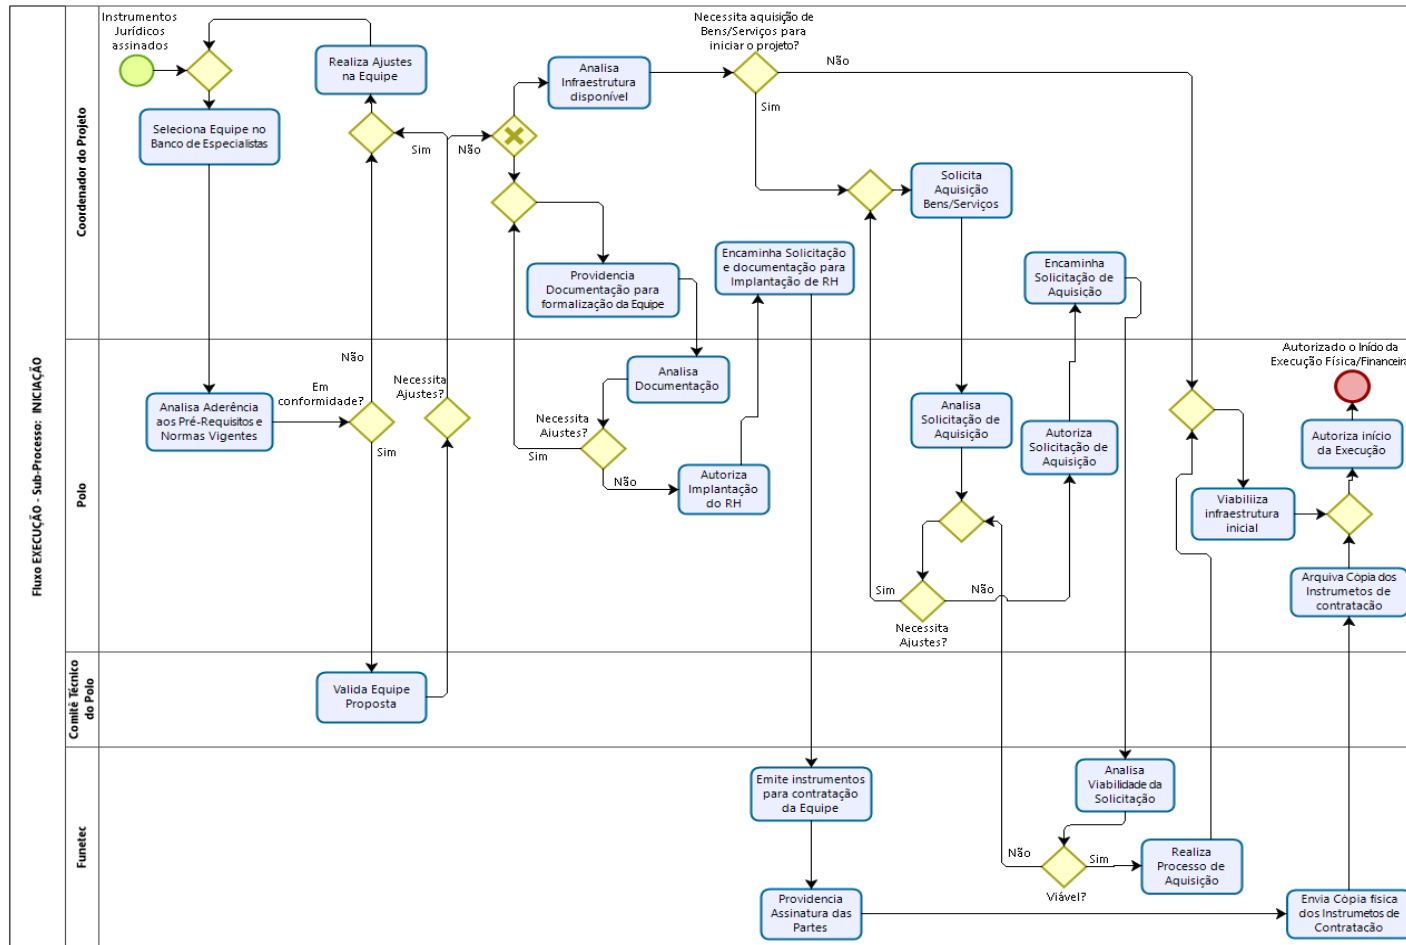 Fluxo EXECUÇÃO - Sub-Processo: INICIAÇÃO
Coordenador do Projeto
Instrumentos
Jurídicos
assinados
Realiza Ajustes
na Equipe
Seleciona Equipe no
Banco de Especialistas
Sim
Não
Analisa
Infraestrutura
disponível
Necessita aquisição de
Bens/Serviços para
iniciar o projeto?
Não
Sim
Solicita
Aquisição
Bens/Serviços
Providencia
Documentação para
formalização da Equipe
Encaminha Solicitação
e documentação para
Implantação de RH
Encaminha
Solicitação de
Aquisição
Polo
Analisa Aderência
aos Pré-Requisitos e
Normas Vigentes
Em
conformidade?
Não
Sim
Necessita
Ajustes?
Analisa
Documentação
Necessita
Ajustes?
Sim
Não
Autoriza
Implantação
do RH
Analisa
Solicitação de
Aquisição
Autoriza
Solicitação de
Aquisição
Sim
Não
Necessita
Ajustes?
Autorizado o Início da
Execução Física/Financeira
Autoriza início
da Execução
Viabiliiza
infraestrutura
inicial
Arquiva Cópia dos
Instrumetos de
contratacão
Comitê Técnico
do Polo
Valida Equipe
Proposta
Funetec
Emite instrumentos
para contratação
da Equipe
Providencia
Assinatura das
Partes
Analisa
Viabilidade da
Solicitação
Não
Sim
Viável?
Realiza
Processo de
Aquisição
Envia Cópia física
dos Instrumetos de
Contratacão